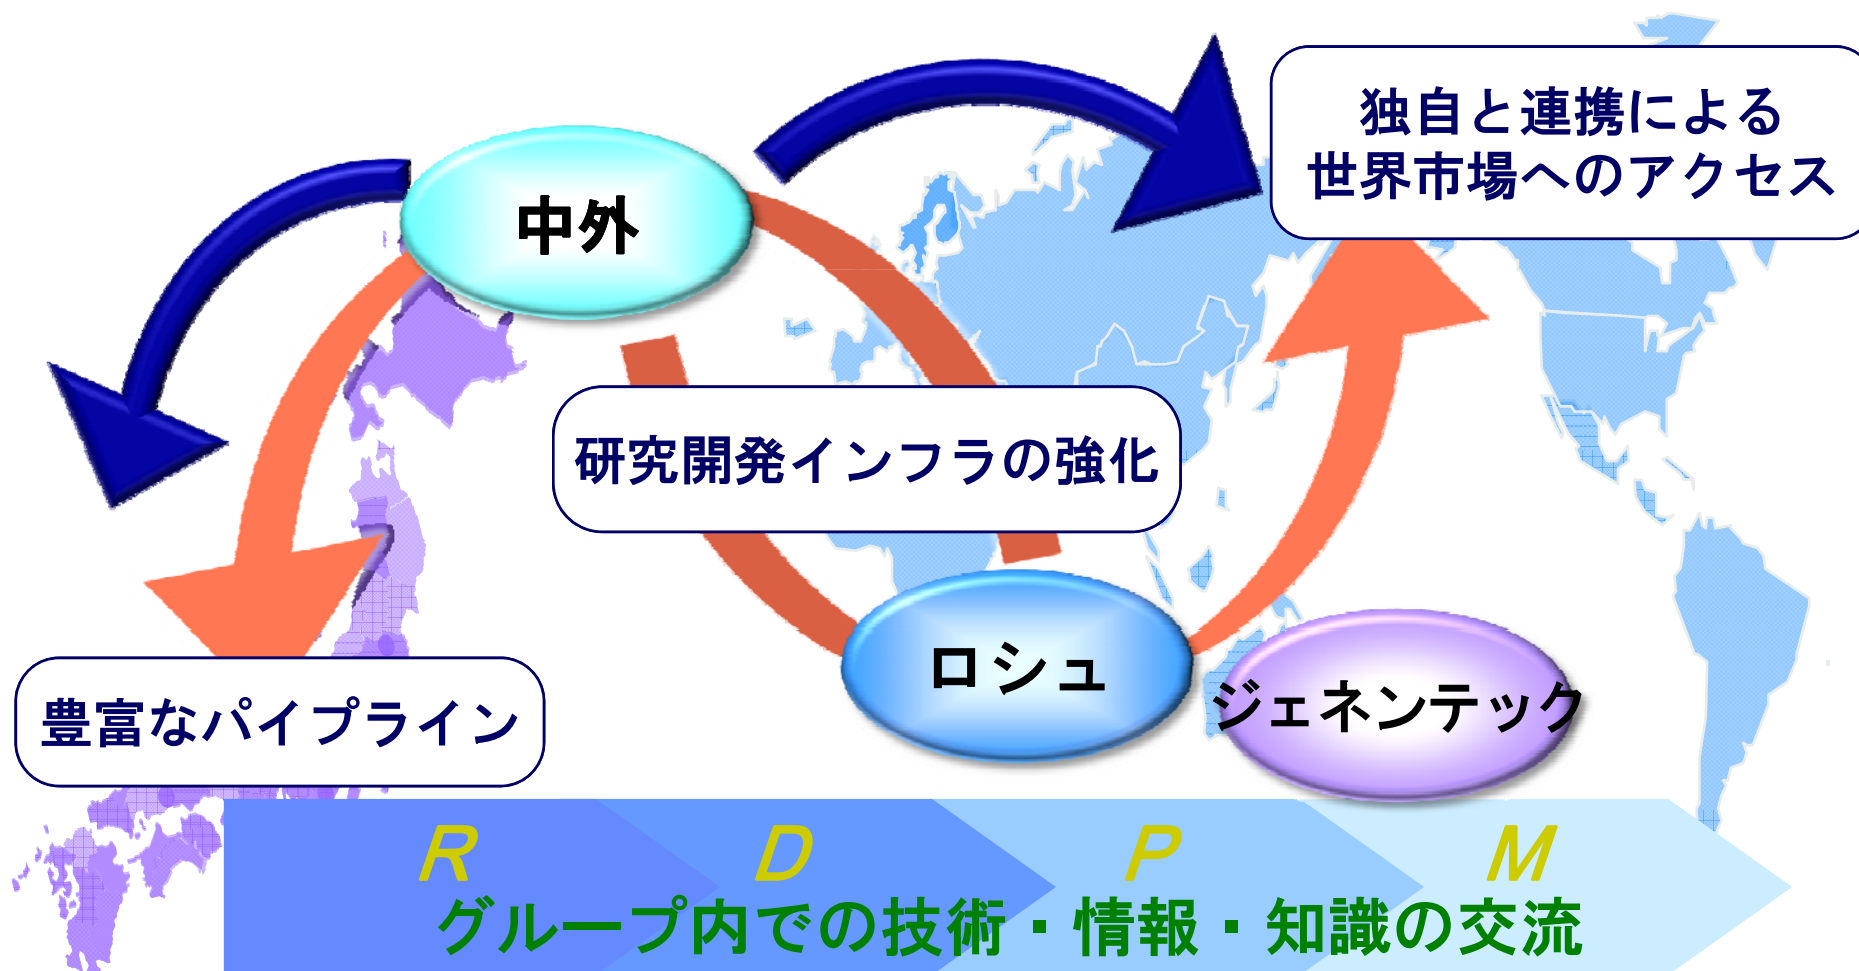 独自と連携による
世界市場へのアクセス
中外
研究開発インフラの強化
ロシュ
ジェネンテック
豊富なパイプライン
R D P M
グループ内での技術・情報・知識の交流